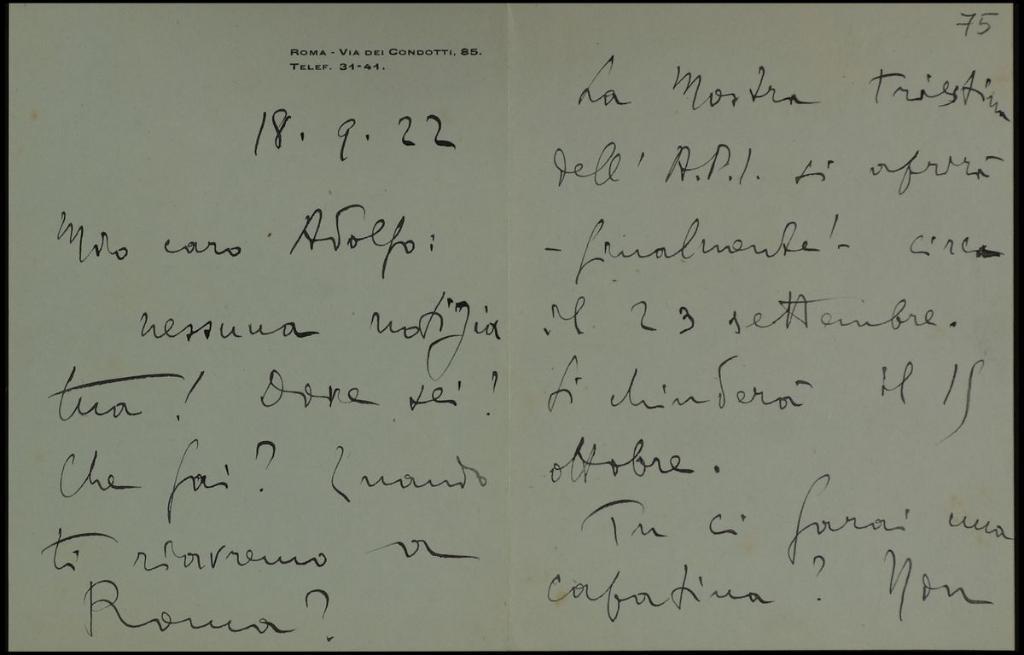 ROMA - VIA DEI CONDOTTI, 85.
TELEF. 31-41.
18. 9. 22
Mio caro Adolfo:
nessuna notizia
tua! Dove sei?
Che fai? Quando
ti riavremo a
Roma?
75
La Mostra Triestina
dell' A.P.I. si aprirà
- finalmente! - circa
il 23 settembre.
Si chiuderà il 15
ottobre.
Tu ci farai una
capatina? Non